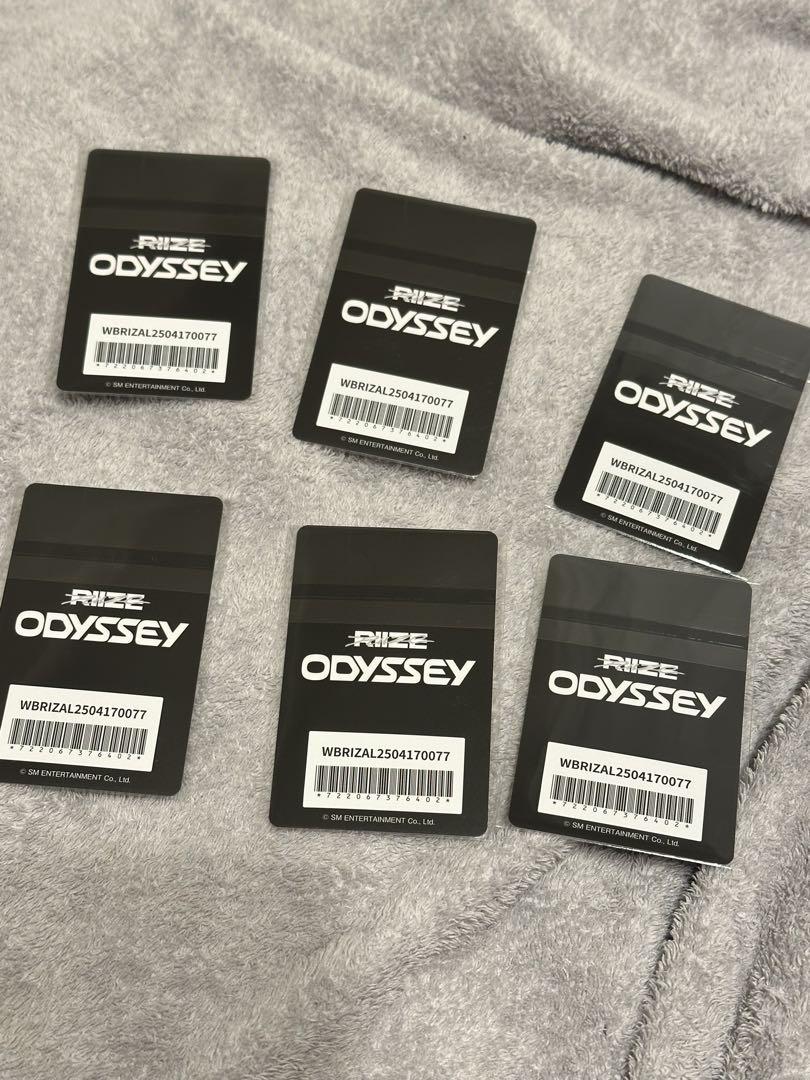 RIIZE
ODYSSEY
WBRIZAL2504170077
*722067376402*
© SM ENTERTAINMENT Co., Ltd.
RIIZE
ODYSSEY
WBRIZAL2504170077
*722067376402*
© SM ENTERTAINMENT Co., Ltd.
RIIZE
ODYSSEY
WBRIZAL2504170077
*722067376402*
© SM ENTERTAINMENT Co., Ltd.
RIIZE
ODYSSEY
WBRIZAL2504170077
*722067376402*
© SM ENTERTAINMENT Co., Ltd.
RIIZE
ODYSSEY
WBRIZAL2504170077
*722067376402*
© SM ENTERTAINMENT Co., Ltd.
RIIZE
ODYSSEY
WBRIZAL2504170077
*722067376402*
© SM ENTERTAINMENT Co., Ltd.